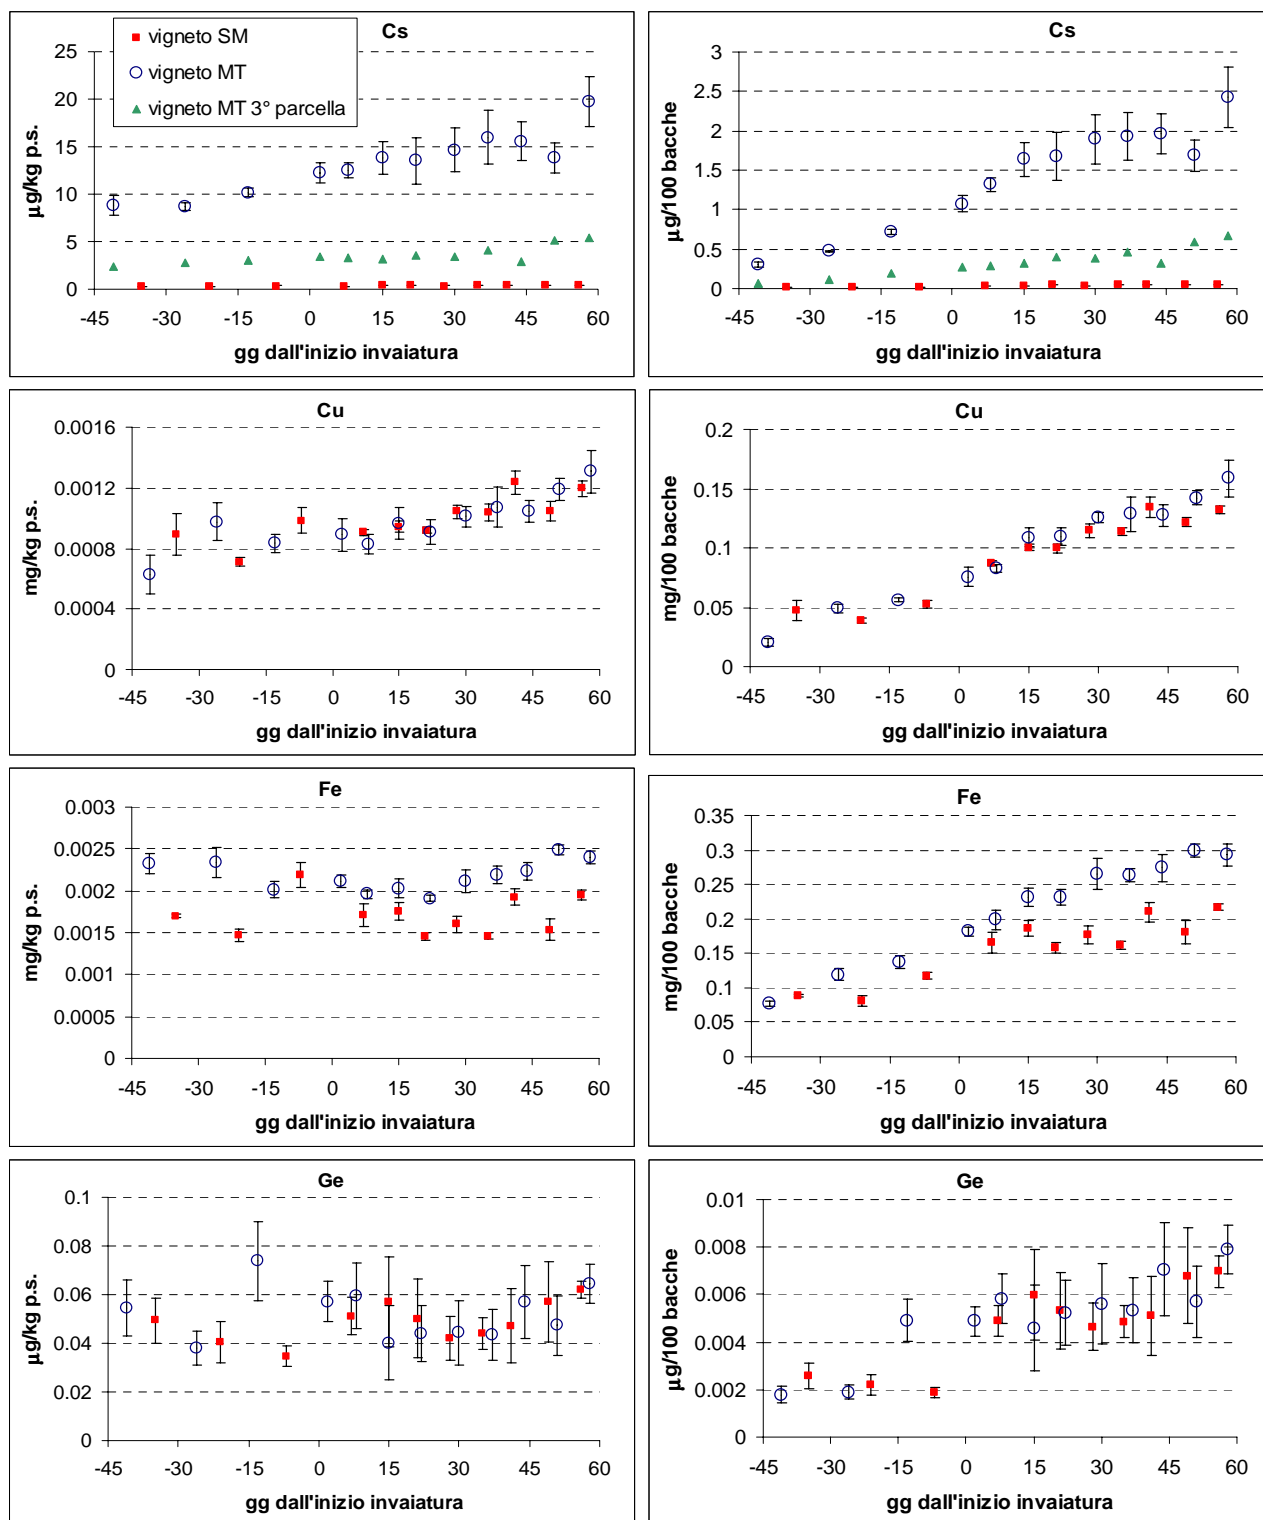 Cs
vigneto SM
vigneto MT
vigneto MT 3° parcella
25
20
15
10
5
0
µg/kg p.s.
-45 -30 -15 0 15 30 45 60
gg dall'inizio invaiatura
Cs
3
2.5
2
1.5
1
0.5
0
µg/100 bacche
-45 -30 -15 0 15 30 45 60
gg dall'inizio invaiatura
Cu
0.0016
0.0012
0.0008
0.0004
0
mg/kg p.s.
-45 -30 -15 0 15 30 45 60
gg dall'inizio invaiatura
Cu
0.2
0.15
0.1
0.05
0
mg/100 bacche
-45 -30 -15 0 15 30 45 60
gg dall'inizio invaiatura
Fe
0.003
0.0025
0.002
0.0015
0.001
0.0005
0
mg/kg p.s.
-45 -30 -15 0 15 30 45 60
gg dall'inizio invaiatura
Fe
0.35
0.3
0.25
0.2
0.15
0.1
0.05
0
mg/100 bacche
-45 -30 -15 0 15 30 45 60
gg dall'inizio invaiatura
Ge
0.1
0.08
0.06
0.04
0.02
0
µg/kg p.s.
-45 -30 -15 0 15 30 45 60
gg dall'inizio invaiatura
Ge
0.01
0.008
0.006
0.004
0.002
0
µg/100 bacche
-45 -30 -15 0 15 30 45 60
gg dall'inizio invaiatura